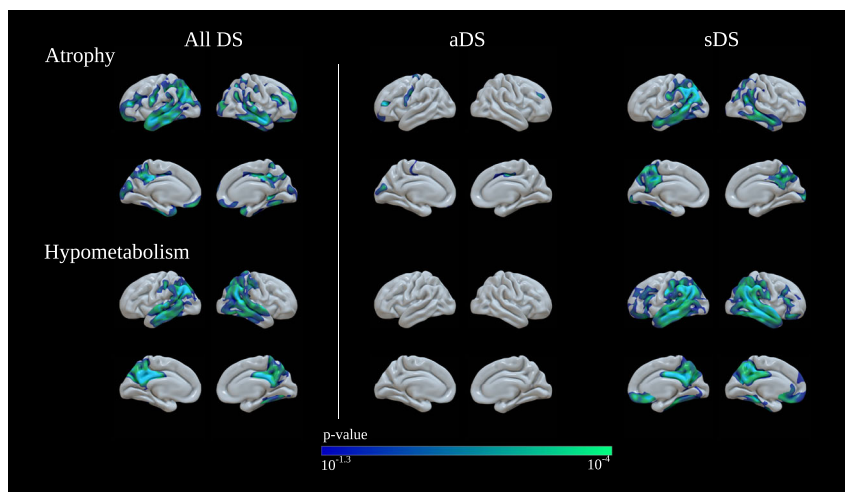 All DS aDS sDS
Atrophy
Hypometabolism
p-value
10^-1.3 10^-4